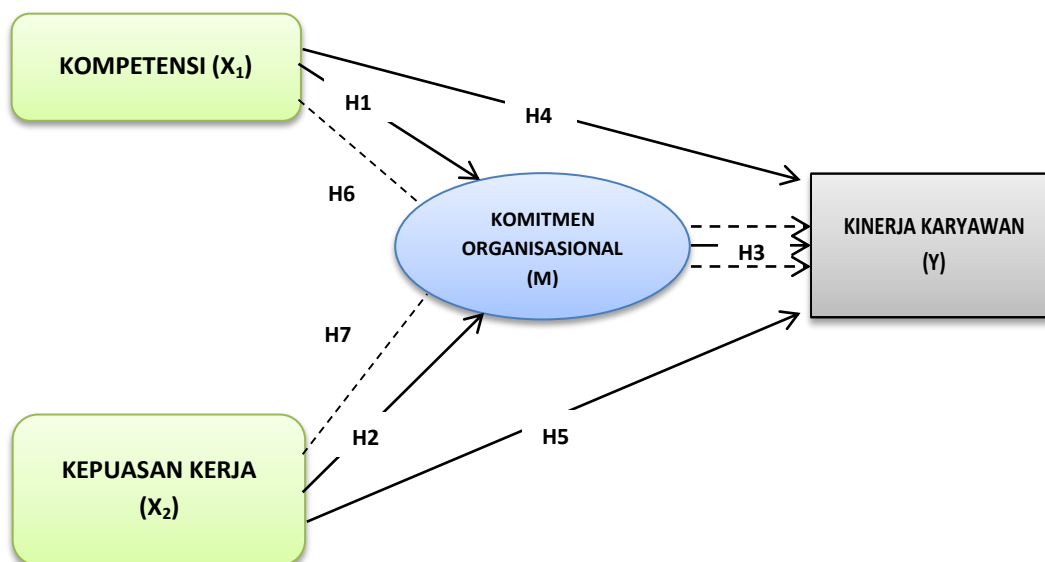 KOMPETENSI (X₁)
H1
H4
H6
KOMITMEN
ORGANISASIONAL
(M)
H3
KINERJA KARYAWAN
(Y)
H7
H2
H5
KEPUASAN KERJA
(X₂)